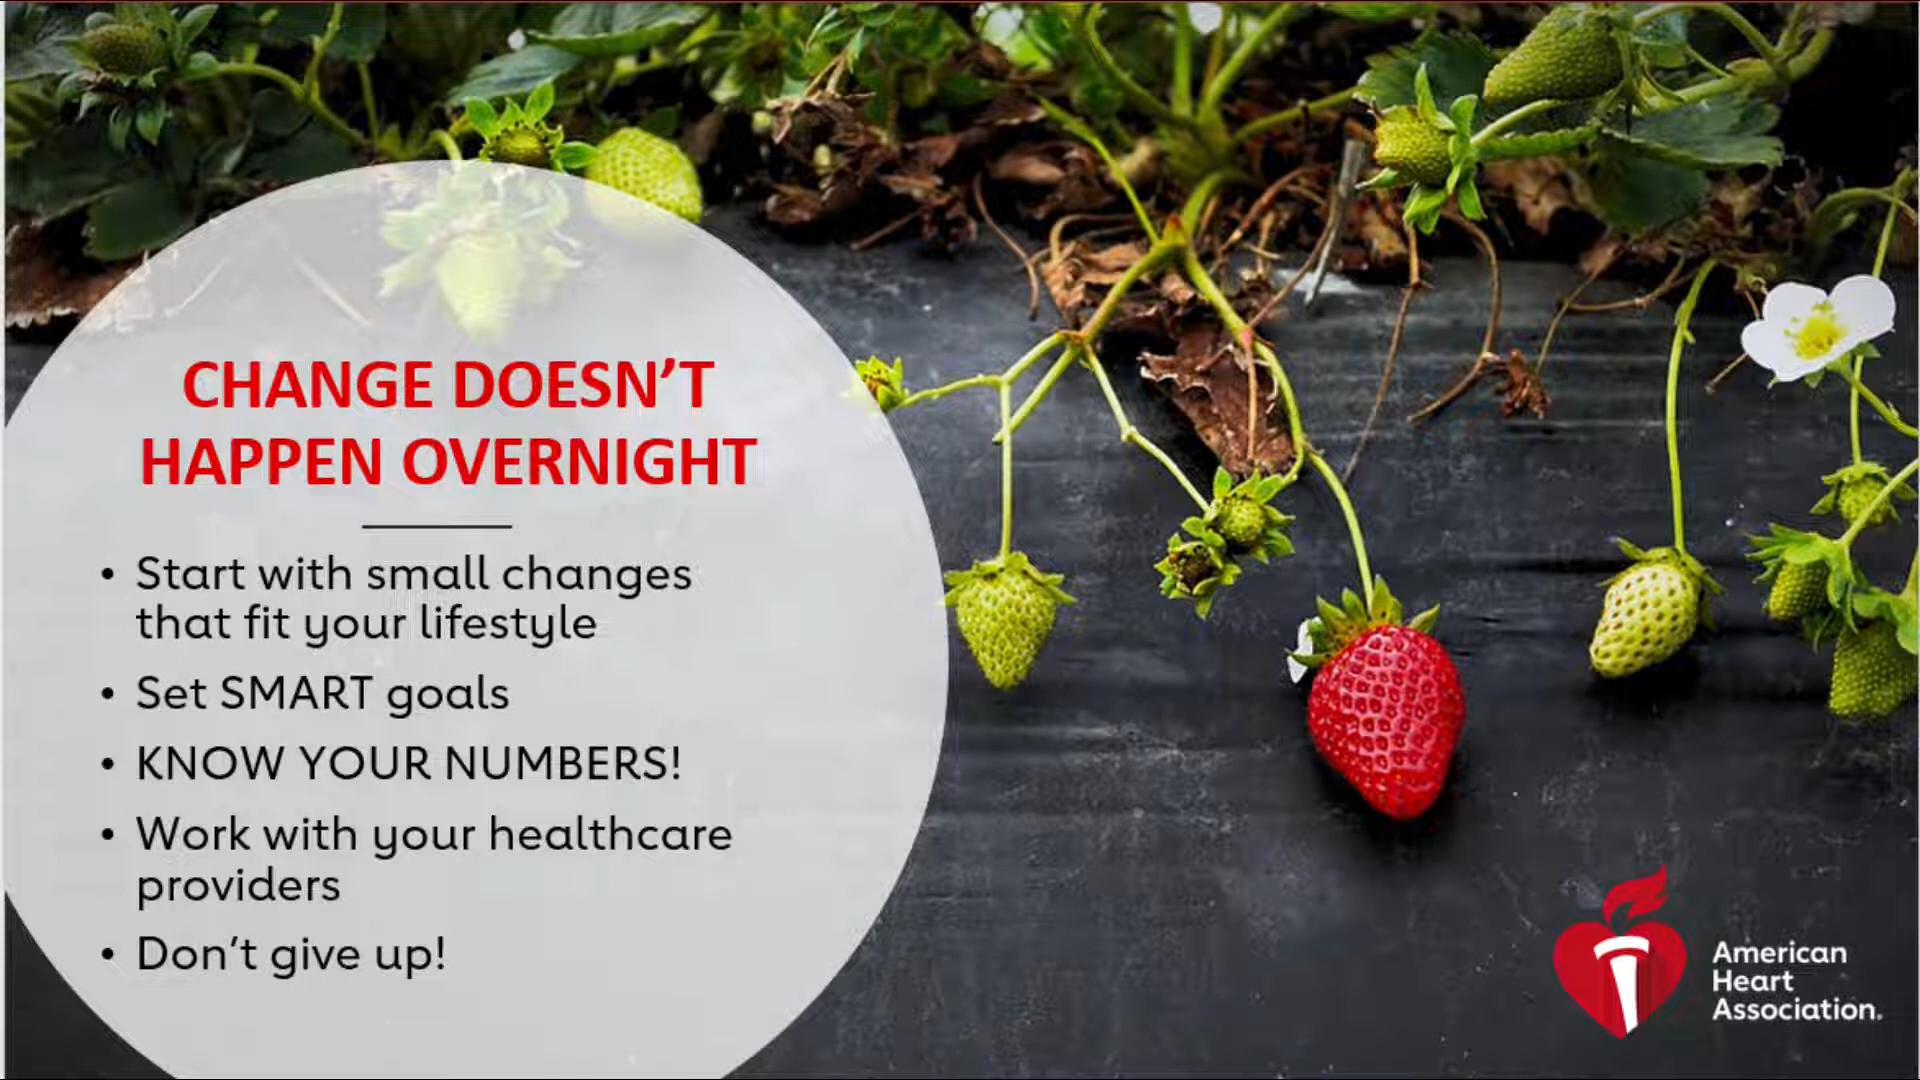 CHANGE DOESN’T
HAPPEN OVERNIGHT
• Start with small changes
that fit your lifestyle
• Set SMART goals
• KNOW YOUR NUMBERS!
• Work with your healthcare
providers
• Don’t give up!
American
Heart
Association.